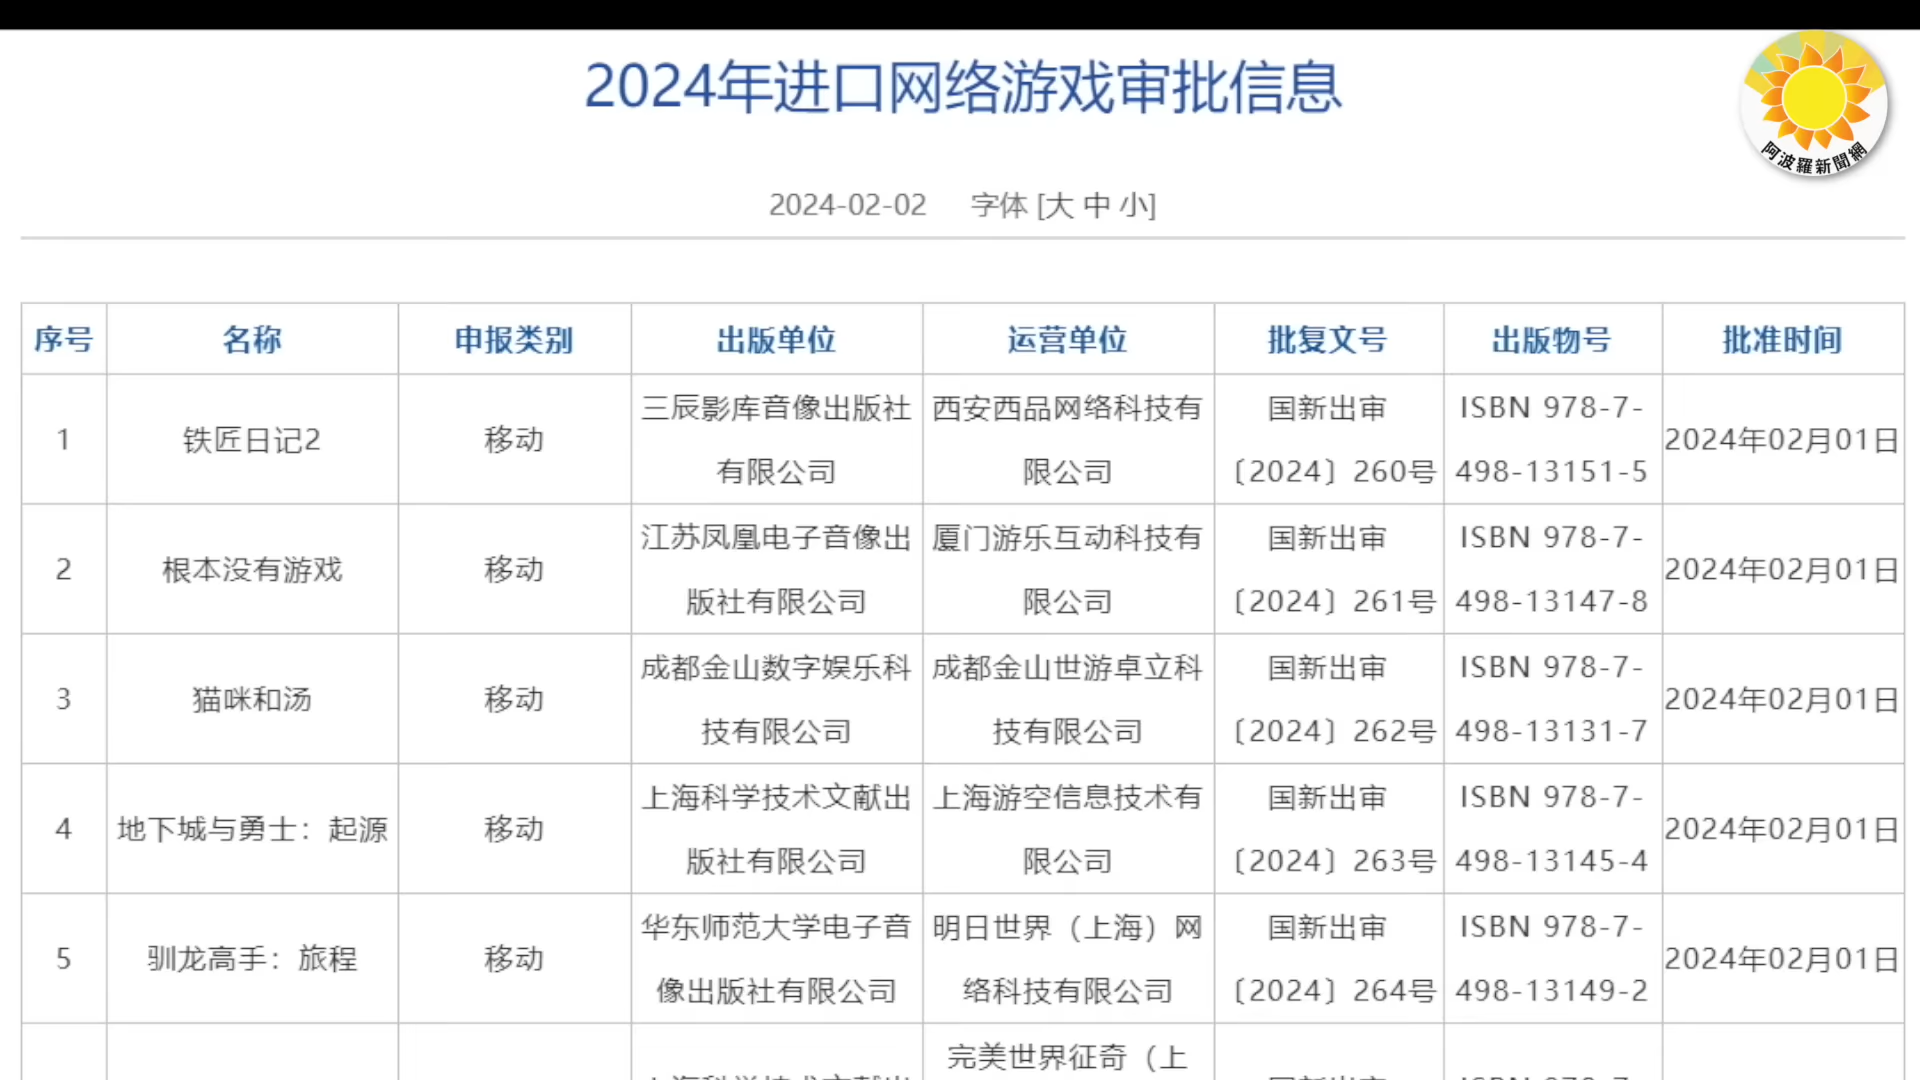 2024年进口网络游戏审批信息
阿波羅新聞網
2024-02-02 字体 [大 中 小]
序号 名称 申报类别 出版单位 运营单位 批复文号 出版物号 批准时间
三辰影库音像出版社 西安西品网络科技有 国新出审 ISBN 978-7-
1 铁匠日记2 移动 2024年02月01日
有限公司 限公司 〔2024〕260号 498-13151-5
江苏凤凰电子音像出 厦门游乐互动科技有 国新出审 ISBN 978-7-
2 根本没有游戏 移动 2024年02月01日
版社有限公司 限公司 〔2024〕261号 498-13147-8
成都金山数字娱乐科 成都金山世游卓立科 国新出审 ISBN 978-7-
3 猫咪和汤 移动 2024年02月01日
技有限公司 技有限公司 〔2024〕262号 498-13131-7
上海科学技术文献出 上海游空信息技术有 国新出审 ISBN 978-7-
4 地下城与勇士：起源 移动 2024年02月01日
版社有限公司 限公司 〔2024〕263号 498-13145-4
华东师范大学电子音 明日世界（上海）网 国新出审 ISBN 978-7-
5 驯龙高手：旅程 移动 2024年02月01日
像出版社有限公司 络科技有限公司 〔2024〕264号 498-13149-2
完美世界征奇（上